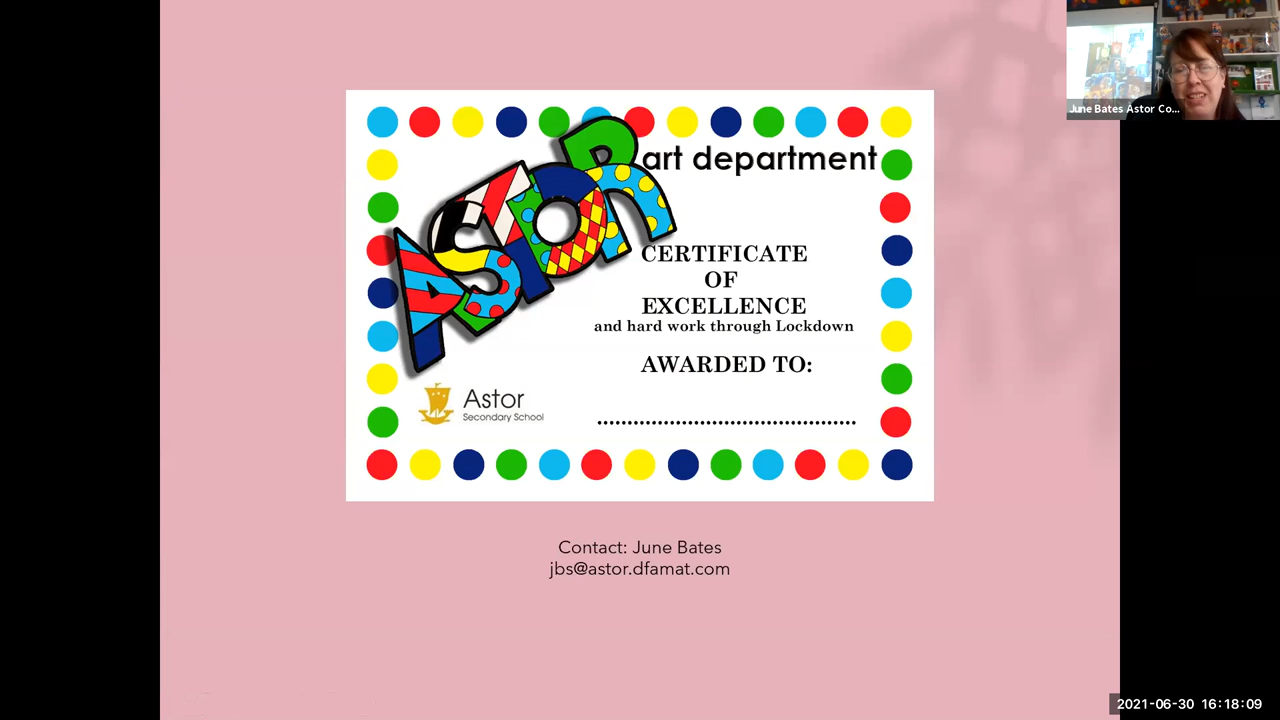 June Bates Astor Co...
ASTOR
art department
CERTIFICATE
OF
EXCELLENCE
and hard work through Lockdown
AWARDED TO:
Astor
Secondary School
Contact: June Bates
jbs@astor.dfamat.com
2021-06-30 16:18:09